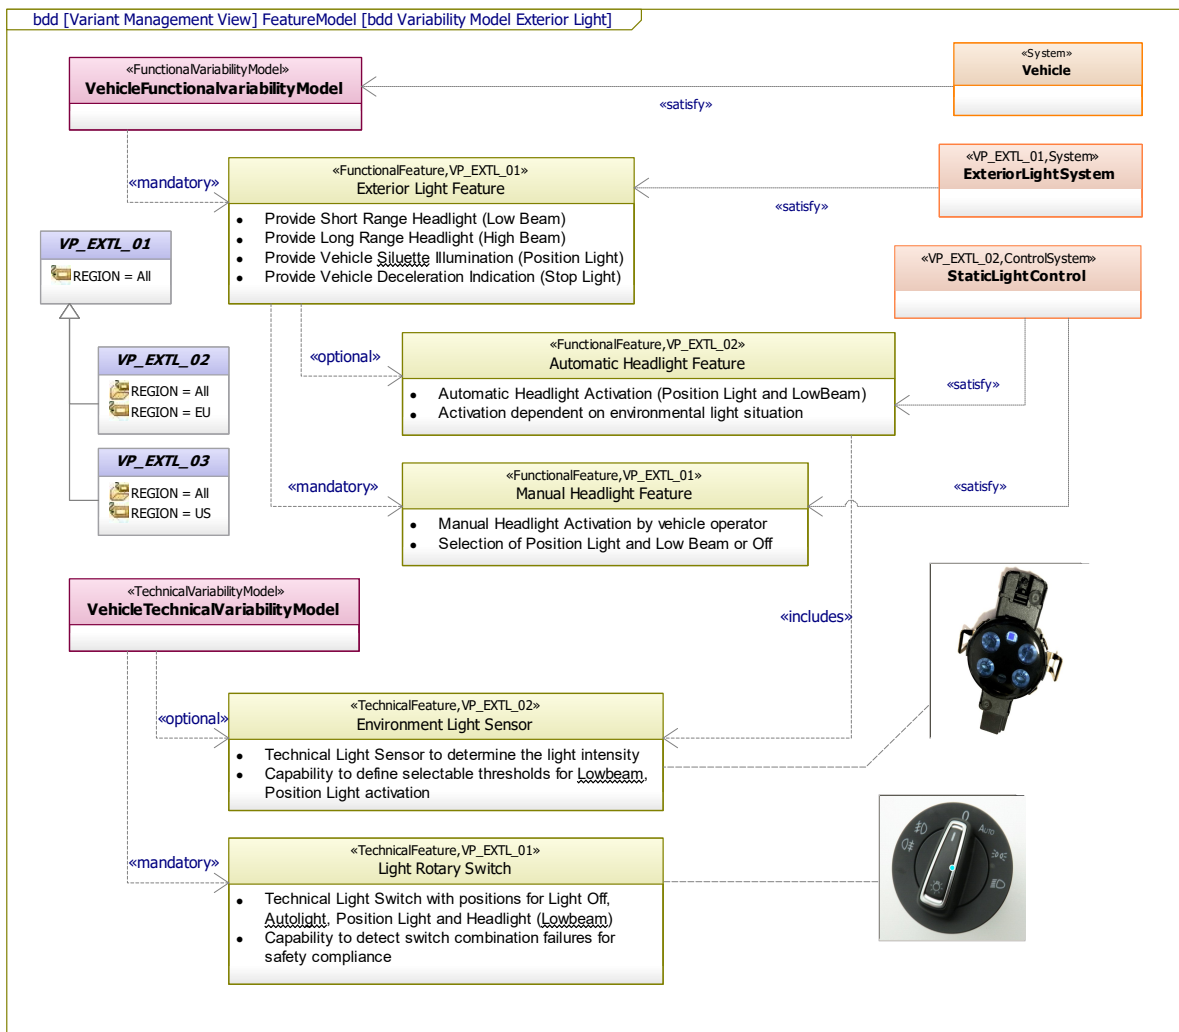 bdd [Variant Management View] FeatureModel [bdd Variability Model Exterior Light]
«FunctionalVariabilityModel»
VehicleFunctionalvariabilityModel
«System»
Vehicle
«satisfy»
«mandatory»
«FunctionalFeature,VP_EXTL_01»
Exterior Light Feature
• Provide Short Range Headlight (Low Beam)
• Provide Long Range Headlight (High Beam)
• Provide Vehicle Siluette Illumination (Position Light)
• Provide Vehicle Deceleration Indication (Stop Light)
«VP_EXTL_01,System»
ExteriorLightSystem
«satisfy»
VP_EXTL_01
REGION = All
VP_EXTL_02
REGION = All
REGION = EU
VP_EXTL_03
REGION = All
REGION = US
«VP_EXTL_02,ControlSystem»
StaticLightControl
«optional»
«FunctionalFeature,VP_EXTL_02»
Automatic Headlight Feature
• Automatic Headlight Activation (Position Light and LowBeam)
• Activation dependent on environmental light situation
«satisfy»
«mandatory»
«FunctionalFeature,VP_EXTL_01»
Manual Headlight Feature
• Manual Headlight Activation by vehicle operator
• Selection of Position Light and Low Beam or Off
«satisfy»
«TechnicalVariabilityModel»
VehicleTechnicalVariabilityModel
«includes»
«optional»
«TechnicalFeature,VP_EXTL_02»
Environment Light Sensor
• Technical Light Sensor to determine the light intensity
• Capability to define selectable thresholds for Lowbeam,
Position Light activation
«mandatory»
«TechnicalFeature,VP_EXTL_01»
Light Rotary Switch
• Technical Light Switch with positions for Light Off,
Autolight, Position Light and Headlight (Lowbeam)
• Capability to detect switch combination failures for
safety compliance
0
AUTO